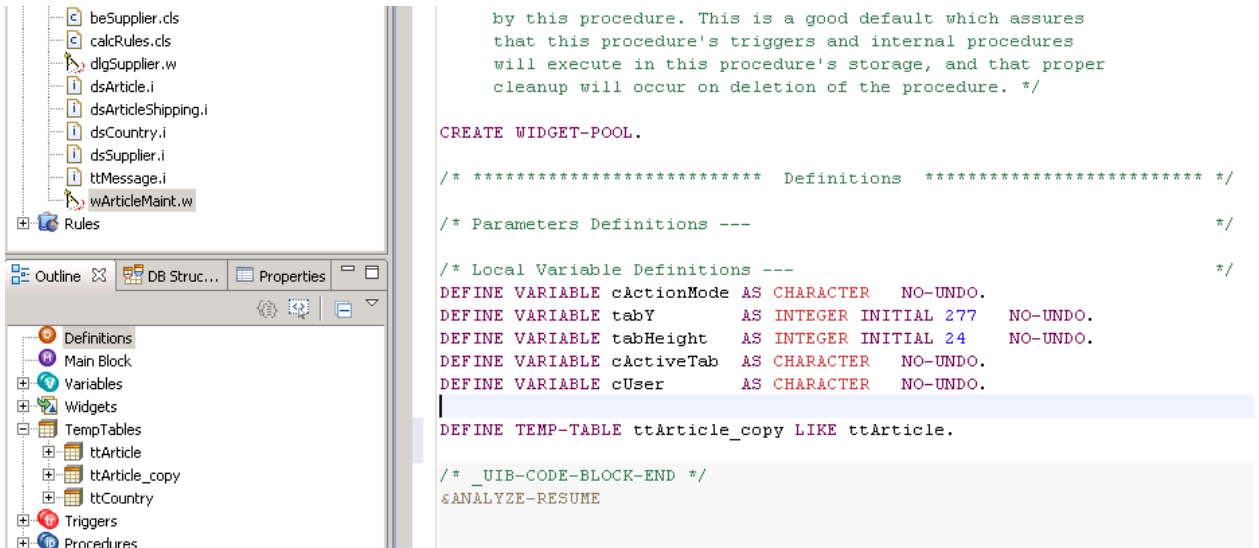 beSupplier.cls
calcRules.cls
dlgSupplier.w
dsArticle.i
dsArticleShipping.i
dsCountry.i
dsSupplier.i
ttMessage.i
wArticleMaint.w
Rules
Outline DB Struc... Properties
Definitions
Main Block
Variables
Widgets
TempTables
ttArticle
ttArticle_copy
ttCountry
Triggers
Procedures
by this procedure. This is a good default which assures
that this procedure's triggers and internal procedures
will execute in this procedure's storage, and that proper
cleanup will occur on deletion of the procedure. */
CREATE WIDGET-POOL.
/* *************************** Definitions ************************** */
/* Parameters Definitions --- */
/* Local Variable Definitions --- */
DEFINE VARIABLE cActionMode AS CHARACTER NO-UNDO.
DEFINE VARIABLE tabY AS INTEGER INITIAL 277 NO-UNDO.
DEFINE VARIABLE tabHeight AS INTEGER INITIAL 24 NO-UNDO.
DEFINE VARIABLE cActiveTab AS CHARACTER NO-UNDO.
DEFINE VARIABLE cUser AS CHARACTER NO-UNDO.
DEFINE TEMP-TABLE ttArticle_copy LIKE ttArticle.
/* _UIB-CODE-BLOCK-END */
&ANALYZE-RESUME